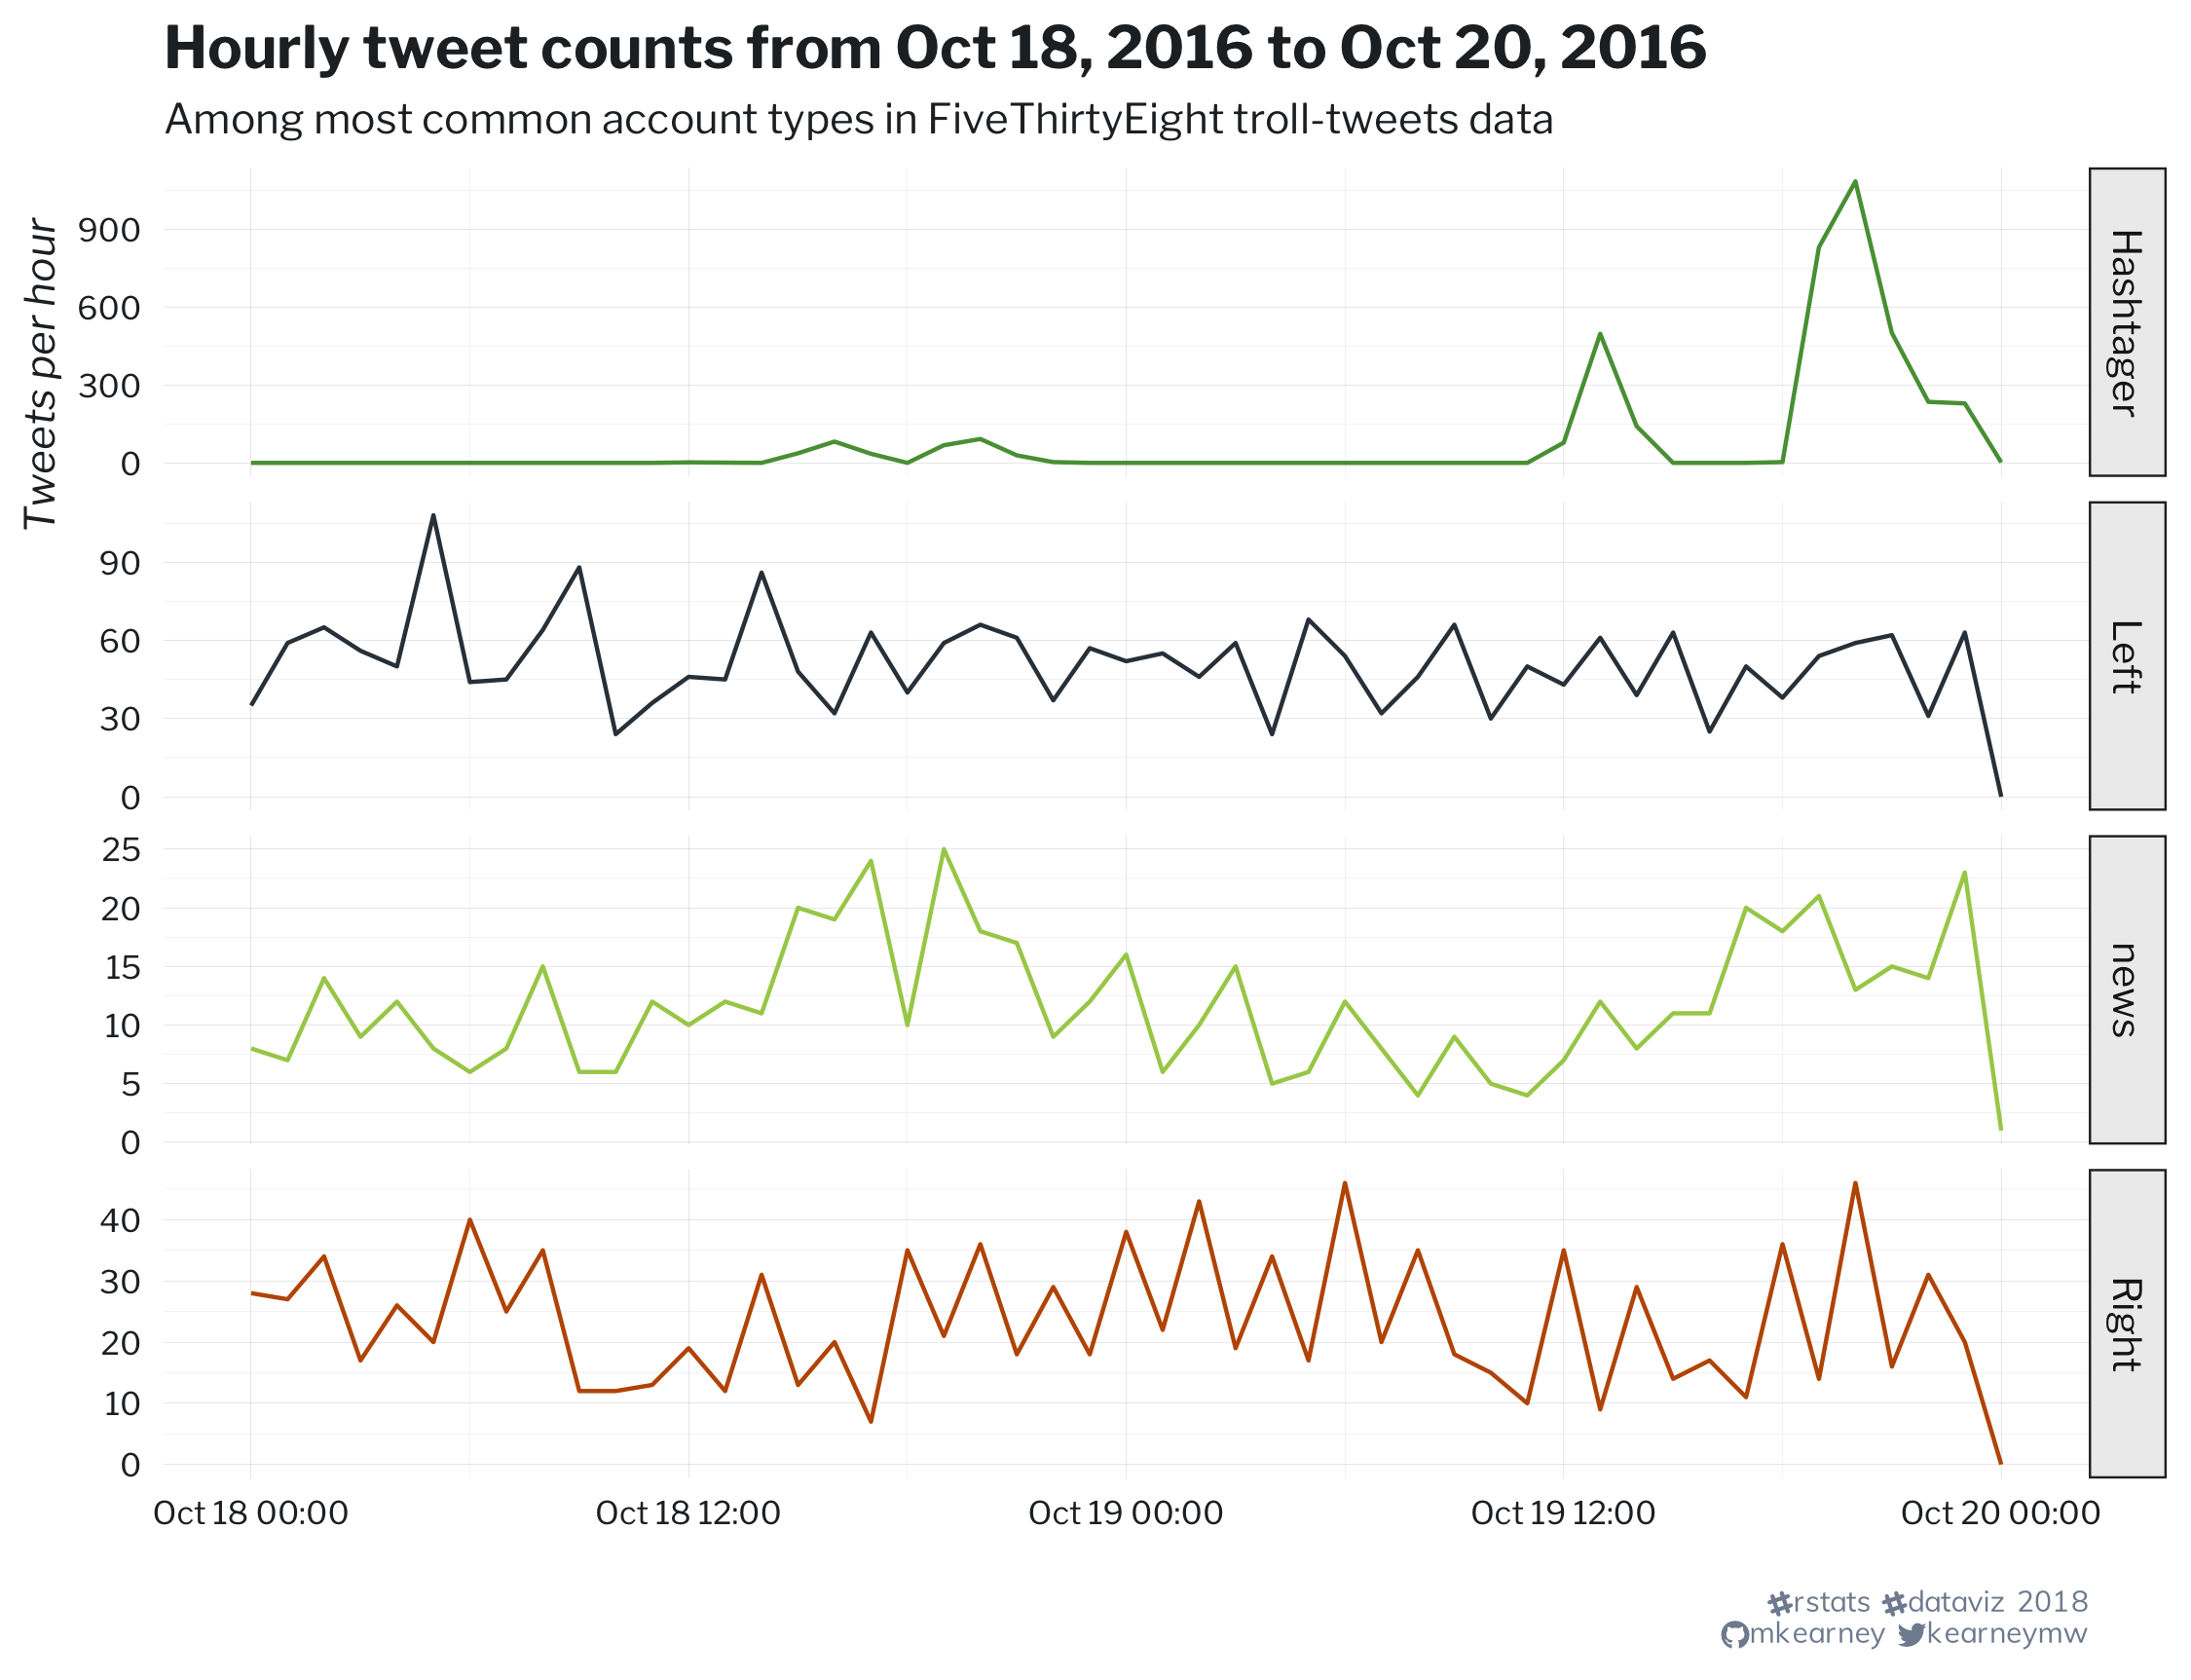 Hourly tweet counts from Oct 18, 2016 to Oct 20, 2016
Among most common account types in FiveThirtyEight troll-tweets data
Tweets per hour
900
600
300
0
Hashtager
90
60
30
0
Left
25
20
15
10
5
0
news
40
30
20
10
0
Right
Oct 18 00:00 Oct 18 12:00 Oct 19 00:00 Oct 19 12:00 Oct 20 00:00
#rstats #dataviz 2018
mkearney kearneymw